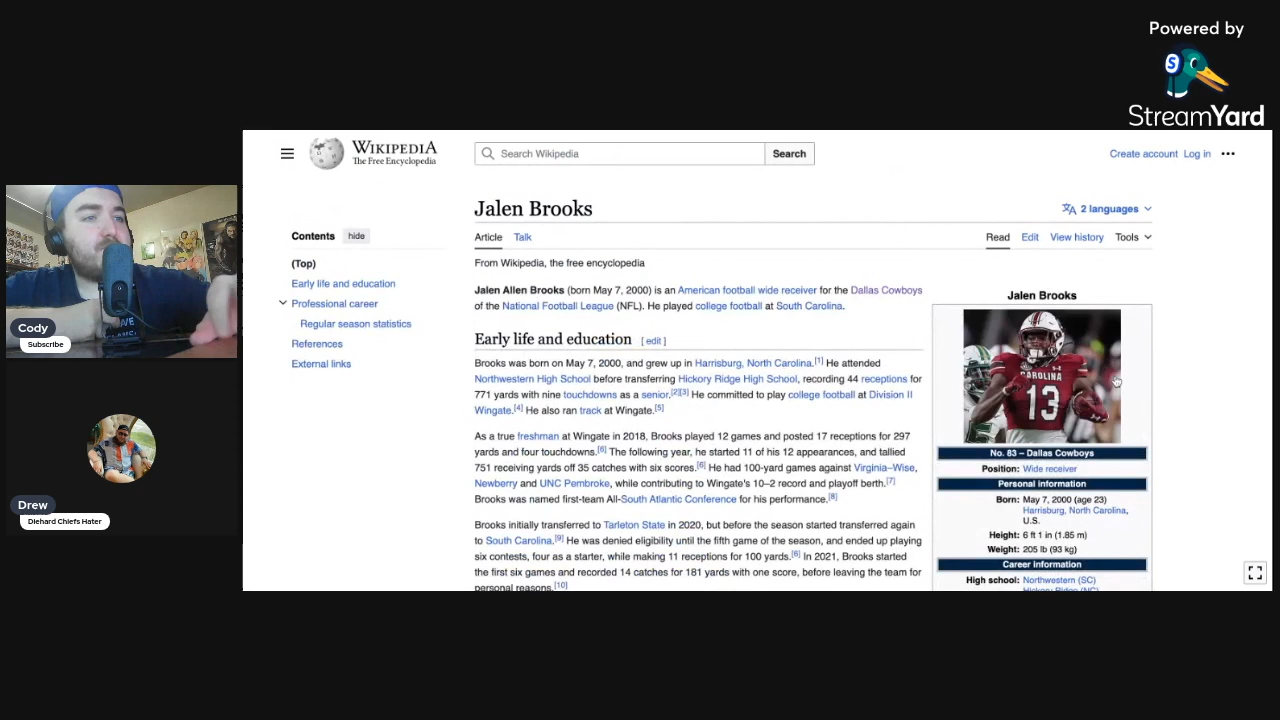 Powered by
S
StreamYard
WIKIPEDIA
The Free Encyclopedia
Search Wikipedia
Search
Create account Log in
Jalen Brooks
2 languages
Contents hide
Article Talk
Read Edit View history Tools
(Top)
From Wikipedia, the free encyclopedia
Early life and education
Professional career
Regular season statistics
References
External links
Jalen Allen Brooks (born May 7, 2000) is an American football wide receiver for the Dallas Cowboys
of the National Football League (NFL). He played college football at South Carolina.
Early life and education [ edit ]
Brooks was born on May 7, 2000, and grew up in Harrisburg, North Carolina.[1] He attended
Northwestern High School before transferring Hickory Ridge High School, recording 44 receptions for
771 yards with nine touchdowns as a senior.[2][3] He committed to play college football at Division II
Wingate.[4] He also ran track at Wingate.[5]
As a true freshman at Wingate in 2018, Brooks played 12 games and posted 17 receptions for 297
yards and four touchdowns.[6] The following year, he started 11 of his 12 appearances, and tallied
751 receiving yards off 35 catches with six scores.[6] He had 100-yard games against Virginia–Wise,
Newberry and UNC Pembroke, while contributing to Wingate's 10–2 record and playoff berth.[7]
Brooks was named first-team All-South Atlantic Conference for his performance.[8]
Brooks initially transferred to Tarleton State in 2020, but before the season started transferred again
to South Carolina.[9] He was denied eligibility until the fifth game of the season, and ended up playing
six contests, four as a starter, while making 11 receptions for 100 yards.[6] In 2021, Brooks started
the first six games and recorded 14 catches for 181 yards with one score, before leaving the team for
personal reasons.[10]
Jalen Brooks
CAROLINA
13
No. 83 – Dallas Cowboys
Position: Wide receiver
Personal information
Born: May 7, 2000 (age 23)
Harrisburg, North Carolina,
U.S.
Height: 6 ft 1 in (1.85 m)
Weight: 205 lb (93 kg)
Career information
High school: Northwestern (SC)
Hickory Ridge (NC)
Cody
Subscribe
Drew
Diehard Chiefs Hater